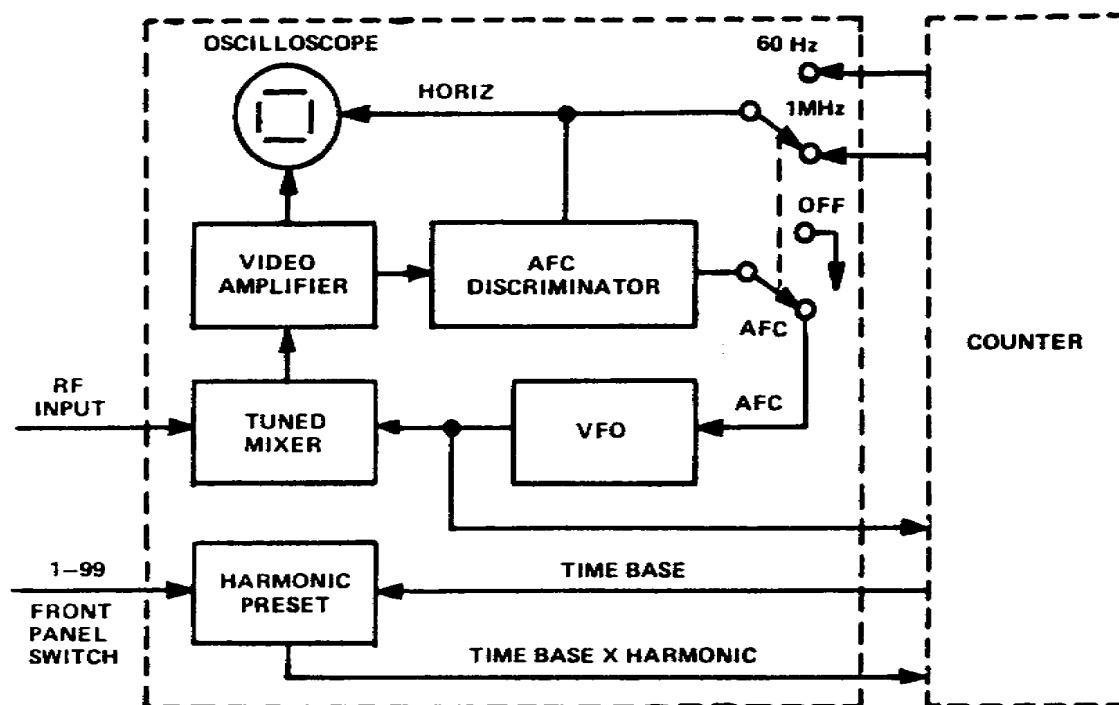 OSCILLOSCOPE
60 Hz
HORIZ
1MHz
OFF
VIDEO
AMPLIFIER
AFC
DISCRIMINATOR
AFC
COUNTER
RF
INPUT
TUNED
MIXER
VFO
AFC
1–99
FRONT
PANEL
SWITCH
HARMONIC
PRESET
TIME BASE
TIME BASE X HARMONIC